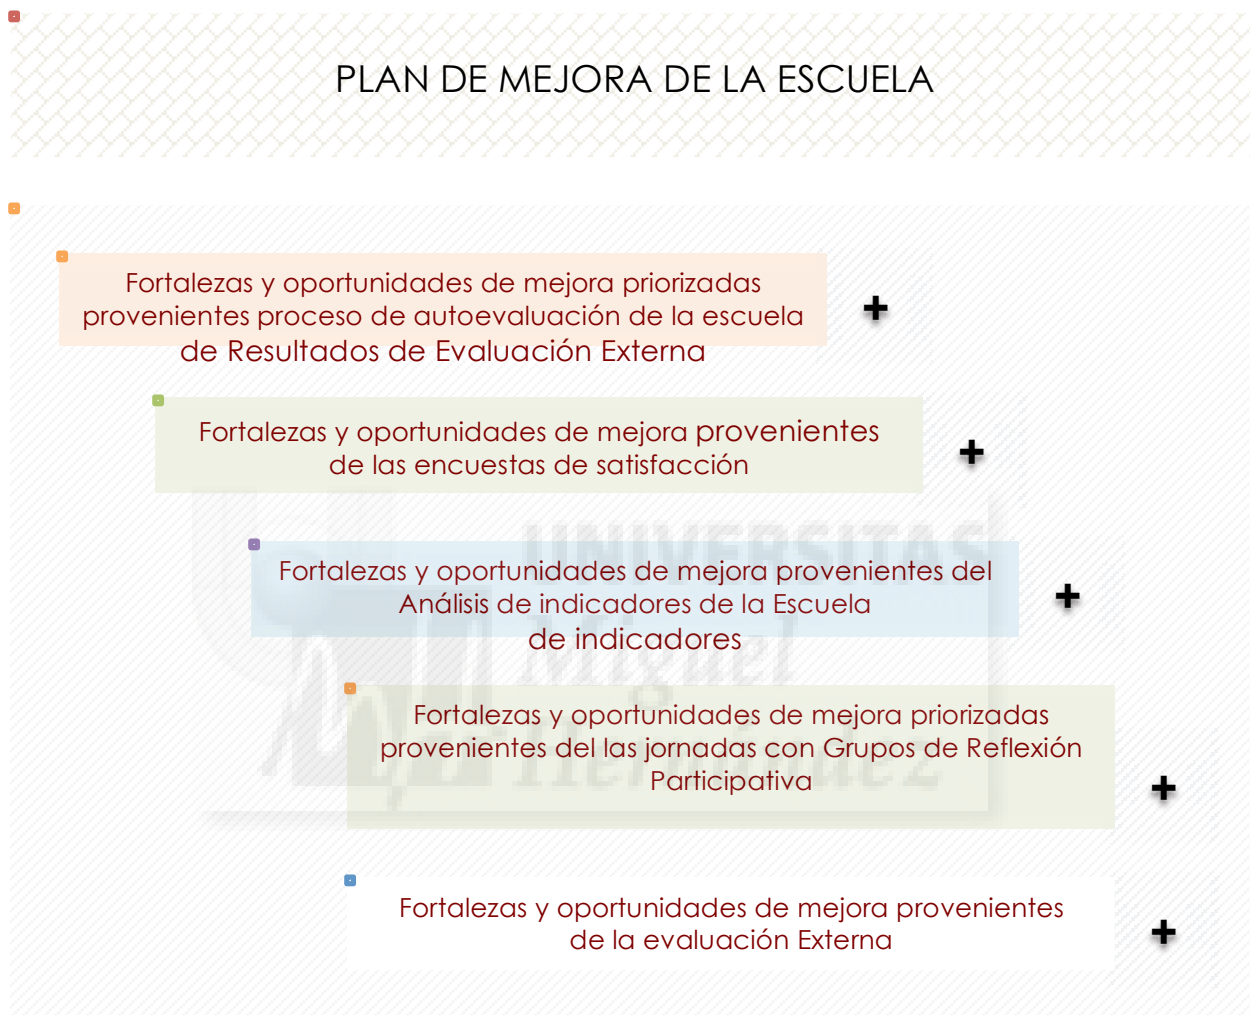 PLAN DE MEJORA DE LA ESCUELA
Fortalezas y oportunidades de mejora priorizadas
provenientes proceso de autoevaluación de la escuela
de Resultados de Evaluación Externa
+
Fortalezas y oportunidades de mejora provenientes
de las encuestas de satisfacción
+
UNIVERSITAS
Fortalezas y oportunidades de mejora provenientes del
Análisis de indicadores de la Escuela
de indicadores
+
Miguel
Fortalezas y oportunidades de mejora priorizadas
provenientes del las jornadas con Grupos de Reflexión
Participativa
+
Hernández
Fortalezas y oportunidades de mejora provenientes
de la evaluación Externa
+